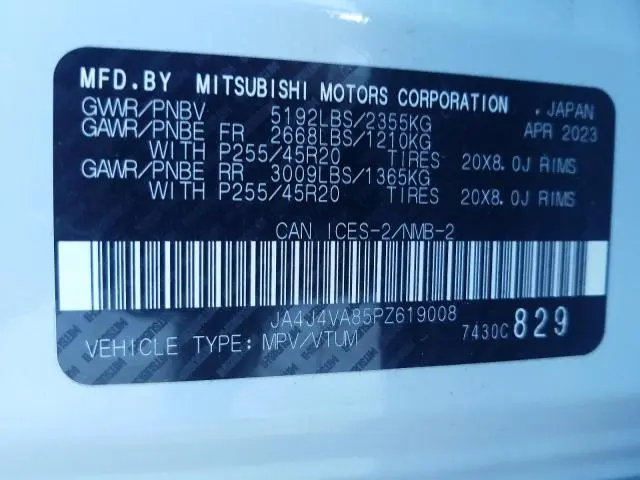 MFD.BY MITSUBISHI MOTORS CORPORATION . JAPAN
GVWR/PNBV 5192LBS/2355KG APR 2023
GAWR/PNBE FR 2668LBS/1210KG
WITH P255/45R20 TIRES 20X8.0J RIMS
GAWR/PNBE RR 3009LBS/1365KG
WITH P255/45R20 TIRES 20X8.0J RIMS
CAN ICES-2/NMB-2
JA4J4VA85PZ619008
VEHICLE TYPE: MPV/VTUM 7430C 829